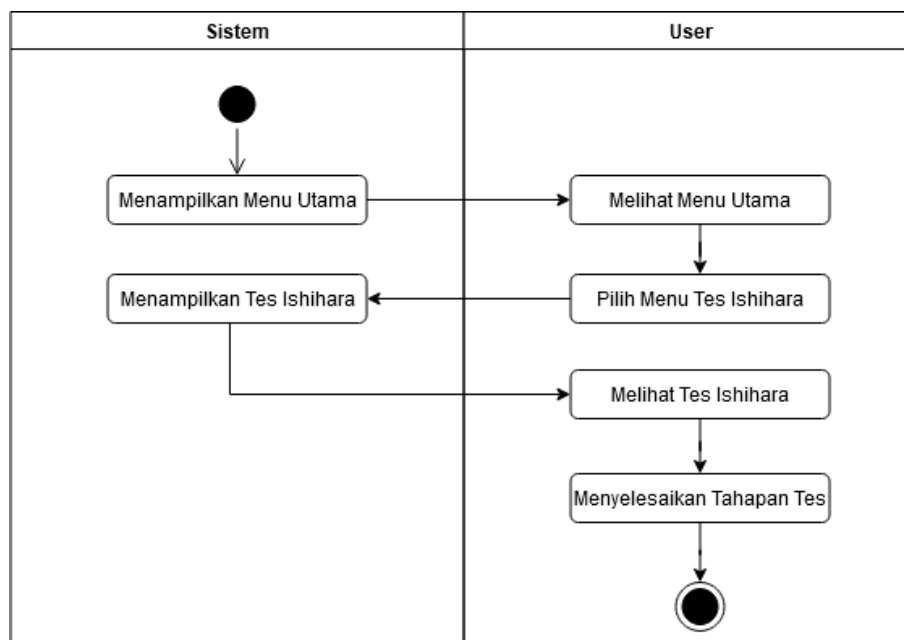 Sistem
User
Menampilkan Menu Utama
Melihat Menu Utama
Menampilkan Tes Ishihara
Pilih Menu Tes Ishihara
Melihat Tes Ishihara
Menyelesaikan Tahapan Tes